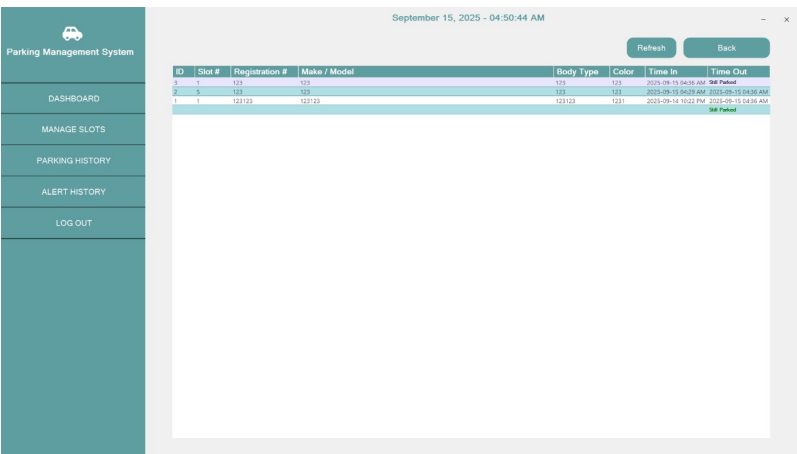 September 15, 2025 - 04:50:44 AM
Parking Management System
Refresh
Back
ID Slot # Registration # Make / Model Body Type Color Time In Time Out
3 1 123 123 123 123 2025-09-15 04:36 AM Still Parked
2 5 123 123 123 123 2025-09-15 04:29 AM 2025-09-15 04:36 AM
1 1 123123 123123 123123 1231 2025-09-14 10:22 PM 2025-09-15 04:36 AM
Still Parked
DASHBOARD
MANAGE SLOTS
PARKING HISTORY
ALERT HISTORY
LOG OUT